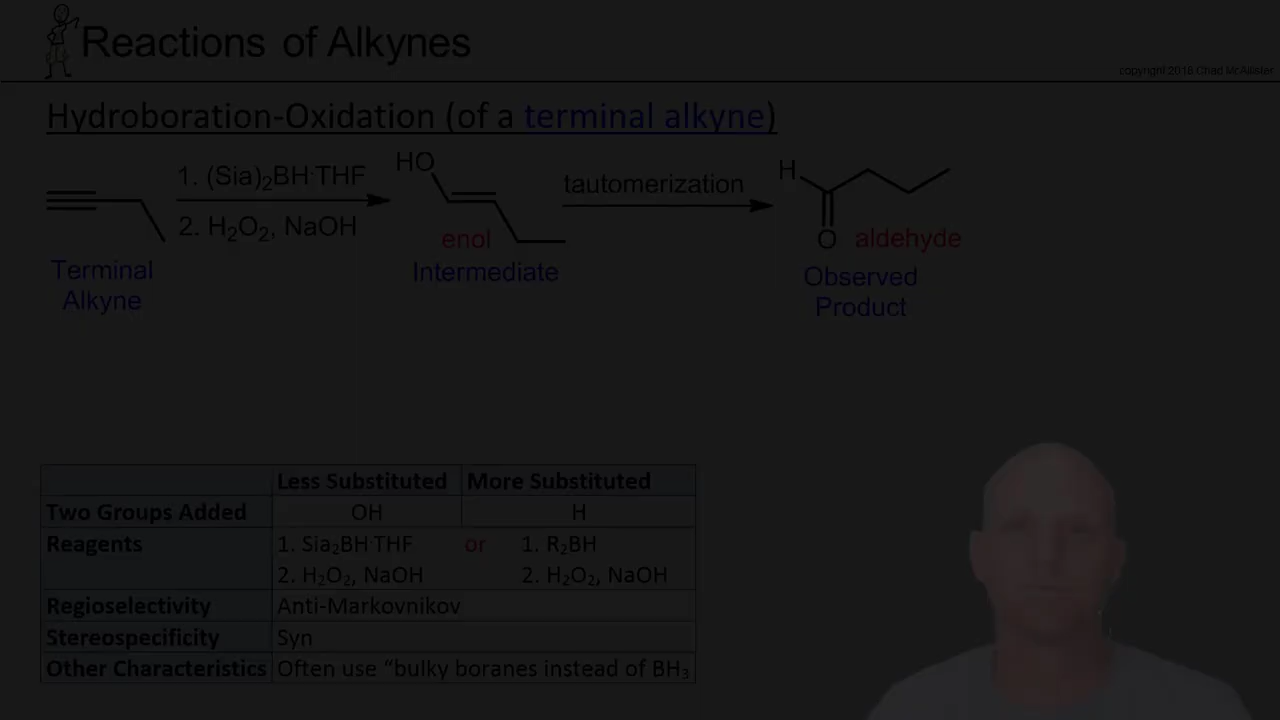 Reactions of Alkynes
copyright 2018 Chad McAllister
Hydroboration-Oxidation (of a terminal alkyne)
1. (Sia)₂BH·THF
2. H₂O₂, NaOH
HO
enol
Intermediate
tautomerization
H
O
aldehyde
Observed
Product
Terminal
Alkyne
Less Substituted More Substituted
Two Groups Added OH H
Reagents 1. Sia₂BH·THF or 1. R₂BH
2. H₂O₂, NaOH 2. H₂O₂, NaOH
Regioselectivity Anti-Markovnikov
Stereospecificity Syn
Other Characteristics Often use “bulky boranes instead of BH₃